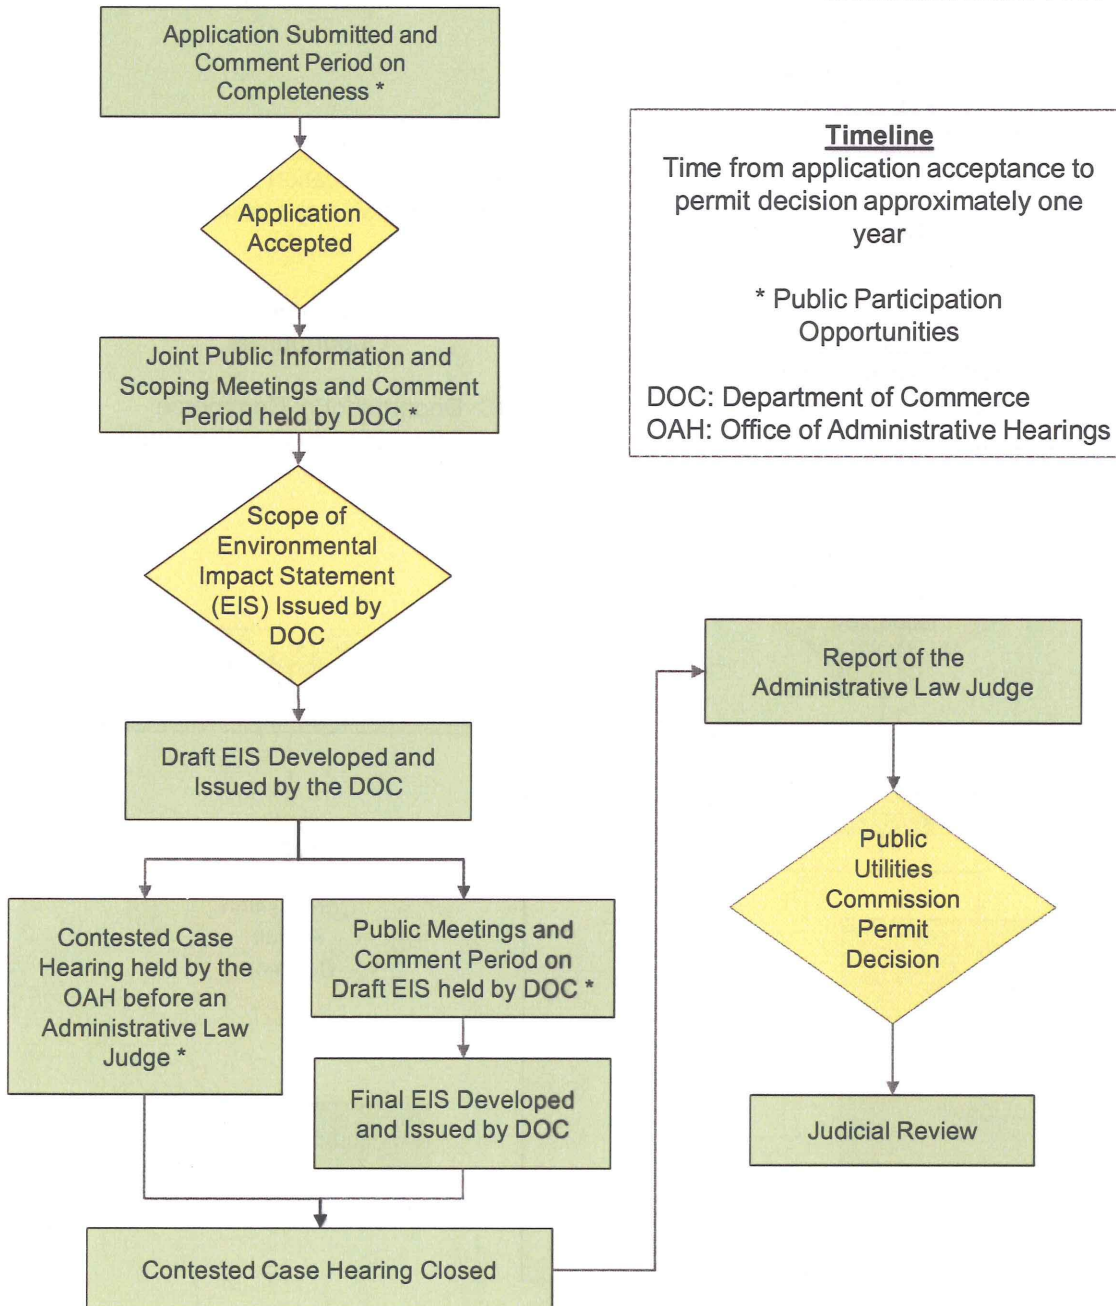 Application Submitted and
Comment Period on
Completeness *
Application
Accepted
Joint Public Information and
Scoping Meetings and Comment
Period held by DOC *
Scope of
Environmental
Impact Statement
(EIS) Issued by
DOC
Draft EIS Developed and
Issued by the DOC
Contested Case
Hearing held by the
OAH before an
Administrative Law
Judge *
Public Meetings and
Comment Period on
Draft EIS held by DOC *
Final EIS Developed
and Issued by DOC
Contested Case Hearing Closed
Timeline
Time from application acceptance to
permit decision approximately one
year
* Public Participation
Opportunities
DOC: Department of Commerce
OAH: Office of Administrative Hearings
Report of the
Administrative Law Judge
Public
Utilities
Commission
Permit
Decision
Judicial Review